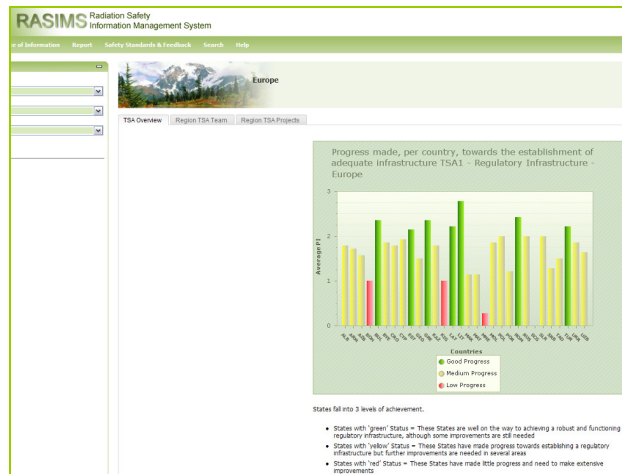 RASIMS Radiation Safety
Information Management System
e of Information Report Safety Standards & Feedback Search Help
Europe
TSA Overview Region TSA Team Region TSA Projects
Progress made, per country, towards the establishment of
adequate infrastructure TSA1 - Regulatory Infrastructure -
Europe
3
2
1
0
Average PI
Countries
Good Progress
Medium Progress
Low Progress
States fall into 3 levels of achievement.
• States with 'green' Status = These States are well on the way to achieving a robust and functioning
regulatory infrastructure, although some improvements are still needed
• States with 'yellow' Status = These States have made progress towards establishing a regulatory
infrastructure but further improvements are needed in several areas
• States with 'red' Status = These States have made little progress and need to make extensive
improvements